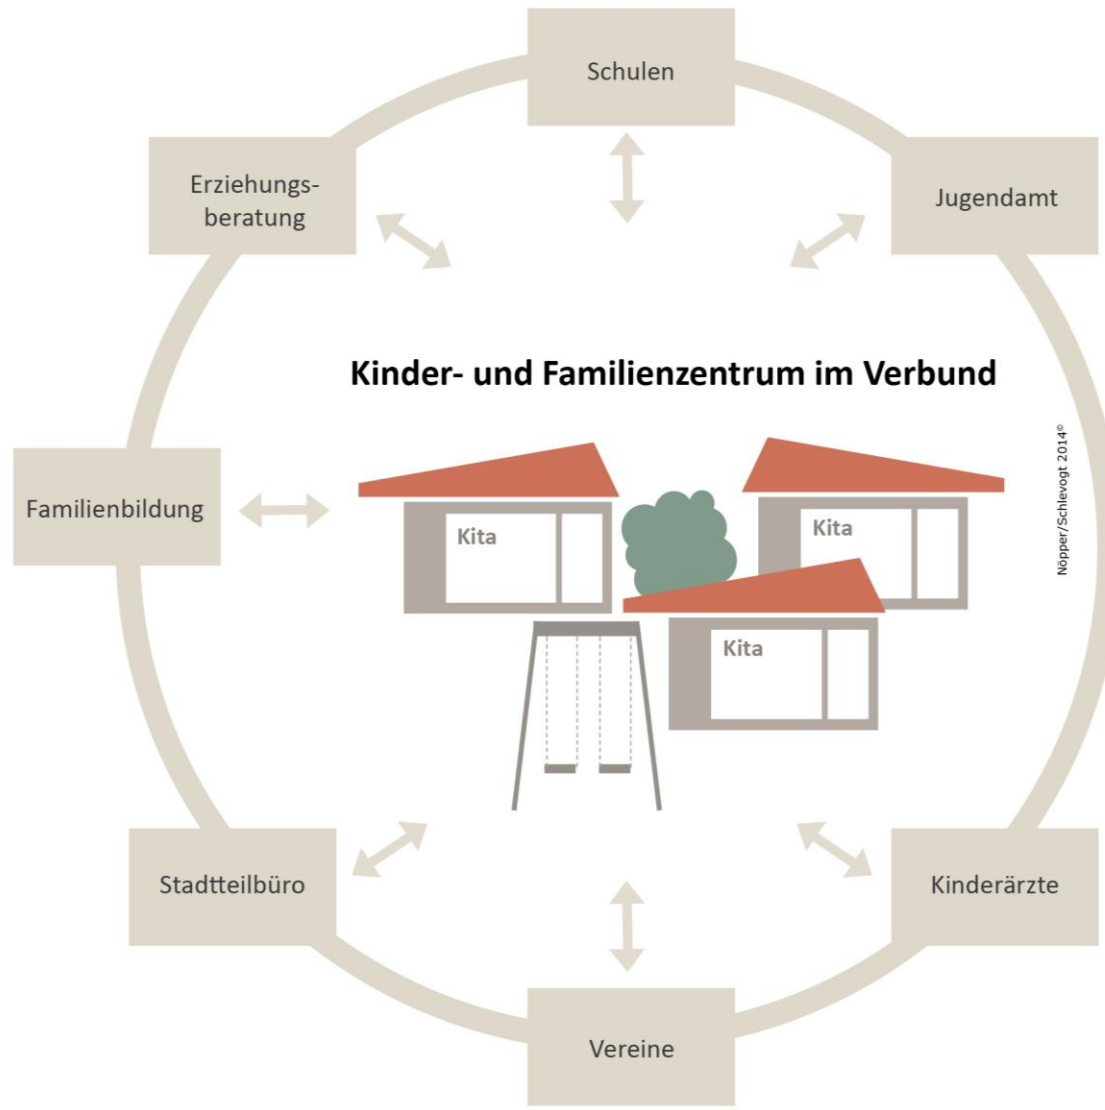 Schulen
Erziehungs-
beratung
Jugendamt
Kinder- und Familienzentrum im Verbund
Familienbildung
Kita
Kita
Kita
Nöpper/Schlevogt 2014©
Stadtteilbüro
Kinderärzte
Vereine